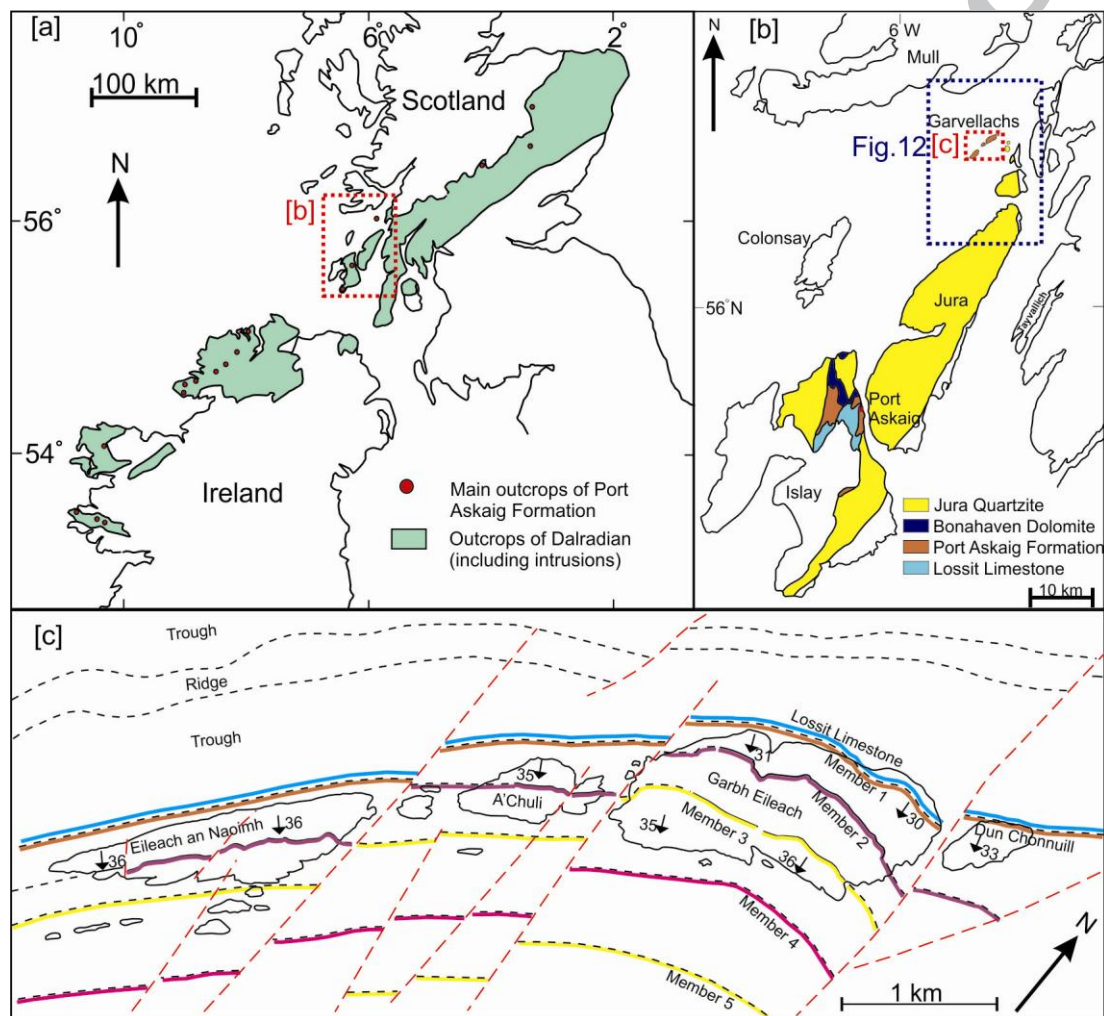 [a]
10
6
2
100 km
Scotland
N
[b]
56
54
Ireland
Main outcrops of Port
Askaig Formation
Outcrops of Dalradian
(including intrusions)
[b]
N
6 W
Mull
Garvellachs
Fig.12
[c]
Colonsay
56 N
Jura
Tayvallich
Port
Askaig
Islay
Jura Quartzite
Bonahaven Dolomite
Port Askaig Formation
Lossit Limestone
10 km
[c]
Trough
Ridge
Trough
Lossit Limestone
Member 1
31
35
A'Chuli
Garbh Eileach
Member 2
30
Eileach an Naoimh
36
36
35
Member 3
36
Dun Chonnuill
33
Member 4
Member 5
N
1 km